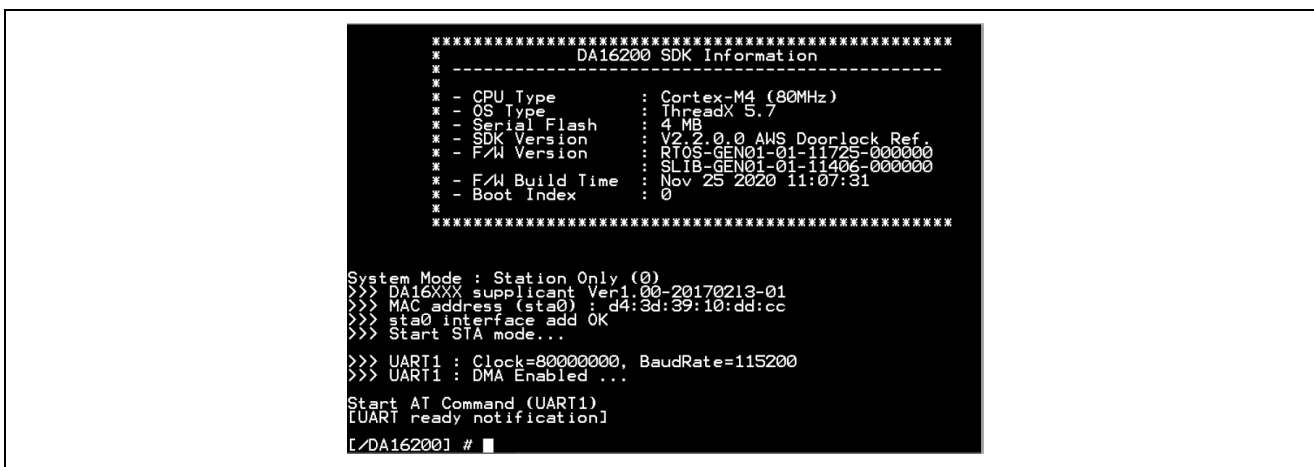 ***************************************************
* DA16200 SDK Information
* -----------------------------------------------
*
* - CPU Type : Cortex-M4 (80MHz)
* - OS Type : ThreadX 5.7
* - Serial Flash : 4 MB
* - SDK Version : V2.2.0.0 AWS Doorlock Ref.
* - F/W Version : RTOS-GEN01-01-11725-000000
* : SLIB-GEN01-01-11406-000000
* - F/W Build Time : Nov 25 2020 11:07:31
* - Boot Index : 0
*
***************************************************
System Mode : Station Only (0)
>>> DA16XXX supplicant Ver1.00-20170213-01
>>> MAC address (sta0) : d4:3d:39:10:dd:cc
>>> sta0 interface add OK
>>> Start STA mode...
>>> UART1 : Clock=80000000, BaudRate=115200
>>> UART1 : DMA Enabled ...
Start AT Command (UART1)
[UART ready notification]
[/DA16200] #